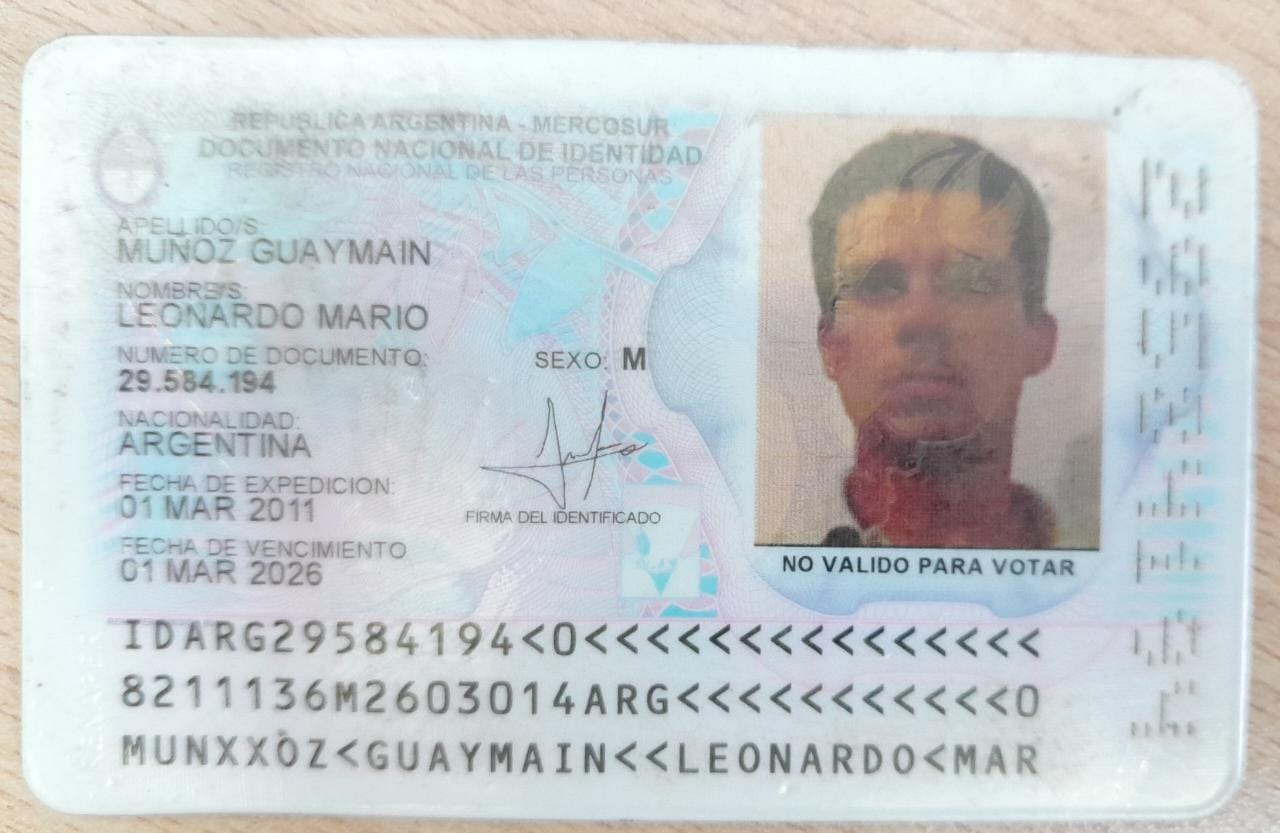 REPUBLICA ARGENTINA - MERCOSUR
DOCUMENTO NACIONAL DE IDENTIDAD
REGISTRO NACIONAL DE LAS PERSONAS
APELLIDO/S:
MUÑOZ GUAYMAIN
NOMBRE/S:
LEONARDO MARIO
NUMERO DE DOCUMENTO:
29.584.194
SEXO: M
NACIONALIDAD:
ARGENTINA
FECHA DE EXPEDICION:
01 MAR 2011
FIRMA DEL IDENTIFICADO
FECHA DE VENCIMIENTO
01 MAR 2026
NO VALIDO PARA VOTAR
IDARG29584194<0<<<<<<<<<<<<<<<
8211136M2603014ARG<<<<<<<<<<<0
MUNXXOZ<GUAYMAIN<<LEONARDO<MAR